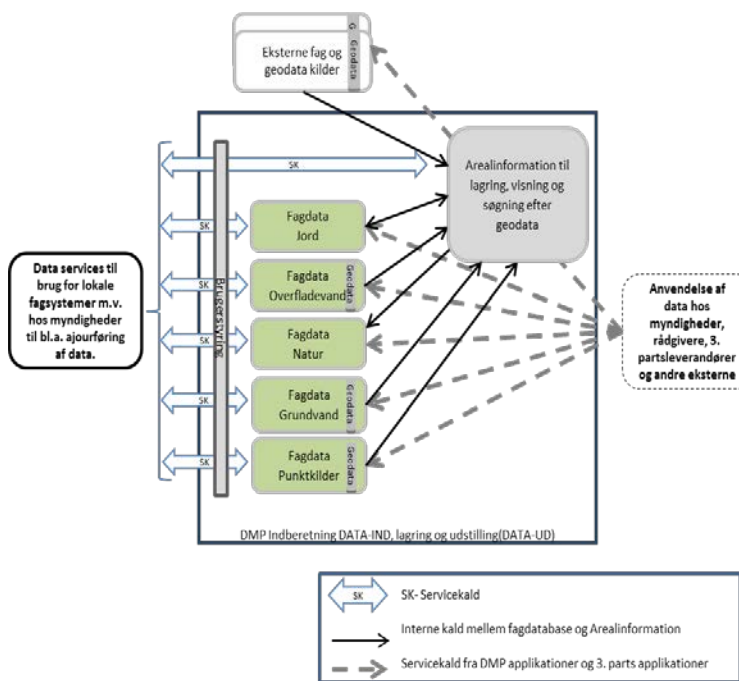 G
Eksterne fag og
geodata kilder
Geodata
SK
Arealinformation til
lagring, visning og
søgning efter
geodata
SK
Fagdata
Jord
Data services til
brug for lokale
fagsystemer m.v.
hos myndigheder
til bl.a. ajourføring
af data.
Brugerstyring
SK
Fagdata
Overfladevand
Geodata
Anvendelse af
data hos
myndigheder,
rådgivere, 3.
partsleverandører
og andre eksterne
SK
Fagdata
Natur
SK
Fagdata
Grundvand
Geodata
SK
Fagdata
Punktkilder
Geodata
DMP Indberetning DATA-IND, lagring og udstilling(DATA-UD)
SK
SK- Servicekald
Interne kald mellem fagdatabase og Arealinformation
Servicekald fra DMP applikationer og 3. parts applikationer